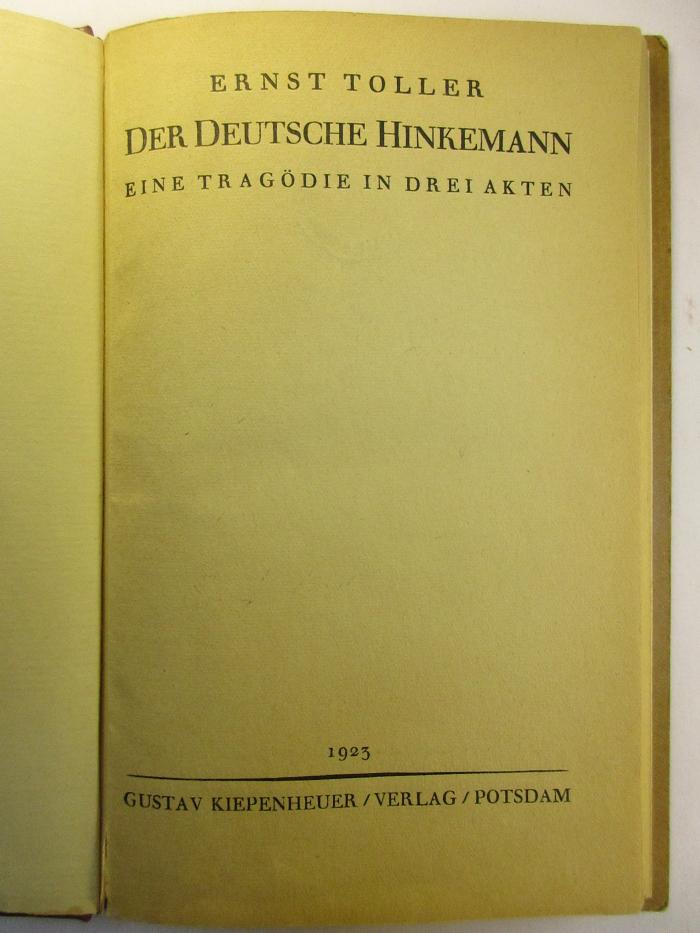 ERNST TOLLER
DER DEUTSCHE HINKEMANN
EINE TRAGÖDIE IN DREI AKTEN
1923
GUSTAV KIEPENHEUER / VERLAG / POTSDAM